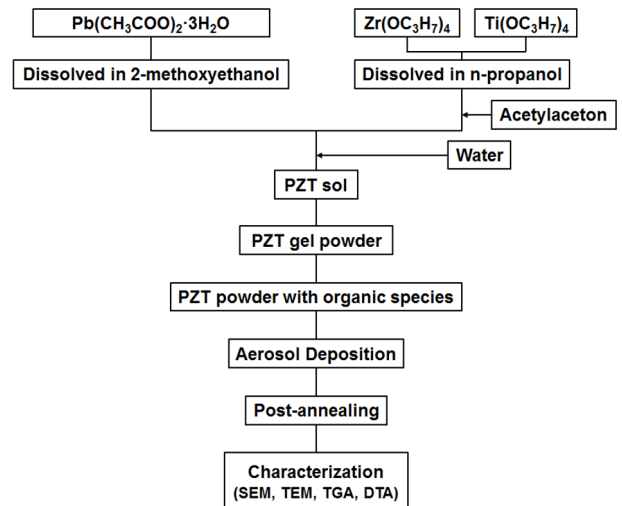 Pb(CH₃COO)₂·3H₂O
Zr(OC₃H₇)₄
Ti(OC₃H₇)₄
Dissolved in 2-methoxyethanol
Dissolved in n-propanol
Acetylaceton
Water
PZT sol
PZT gel powder
PZT powder with organic species
Aerosol Deposition
Post-annealing
Characterization
(SEM, TEM, TGA, DTA)